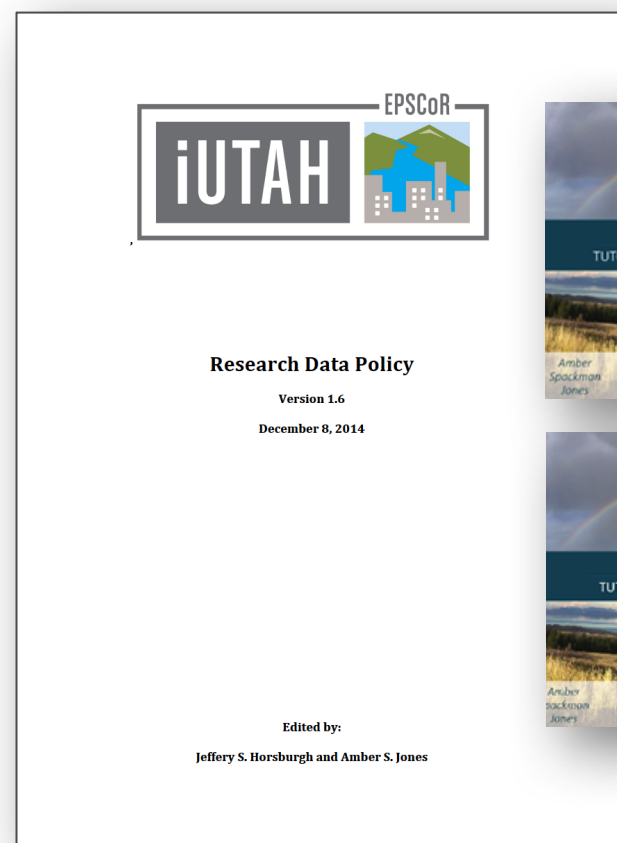 EPSCoR
iUTAH
,
Research Data Policy
Version 1.6
December 8, 2014
Edited by:
Jeffery S. Horsburgh and Amber S. Jones
TUT
Amber
Spackman
Jones
TUT
Amber
Spackman
Jones